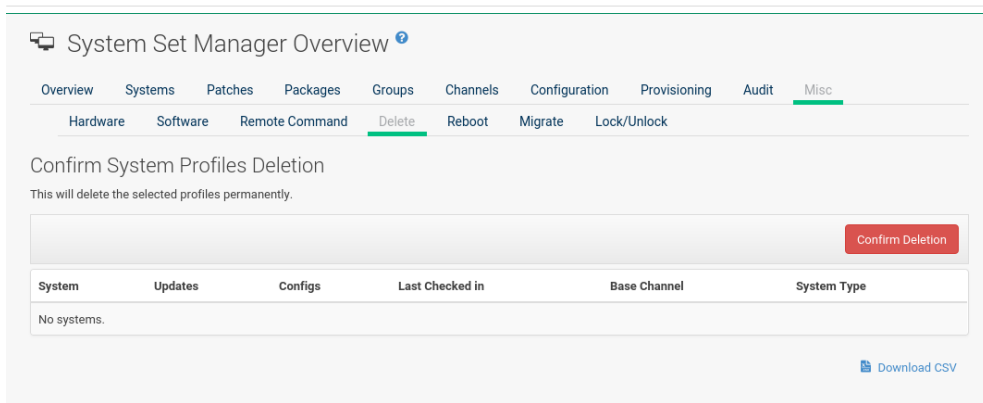 System Set Manager Overview ?
Overview Systems Patches Packages Groups Channels Configuration Provisioning Audit Misc
Hardware Software Remote Command Delete Reboot Migrate Lock/Unlock
Confirm System Profiles Deletion
This will delete the selected profiles permanently.
Confirm Deletion
System Updates Configs Last Checked in Base Channel System Type
No systems.
Download CSV